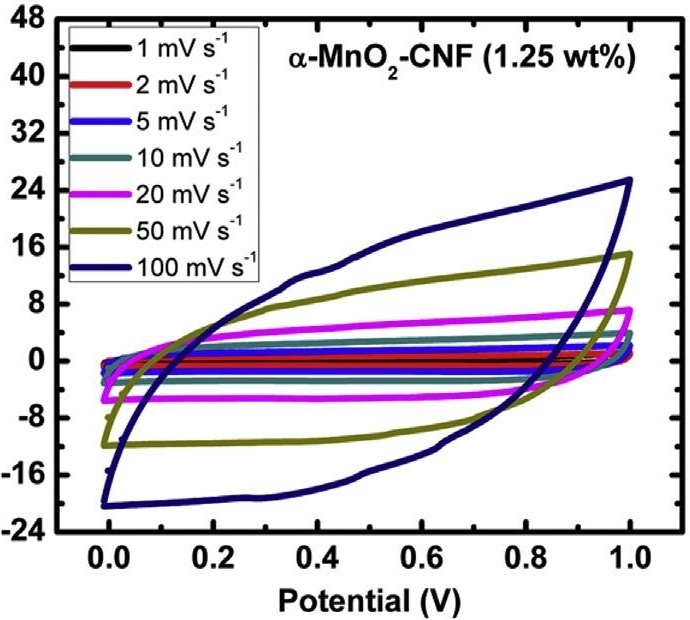 48
40
32
24
16
8
0
-8
-16
-24
1 mV s⁻¹
2 mV s⁻¹
5 mV s⁻¹
10 mV s⁻¹
20 mV s⁻¹
50 mV s⁻¹
100 mV s⁻¹
α-MnO₂-CNF (1.25 wt%)
0.0 0.2 0.4 0.6 0.8 1.0
Potential (V)